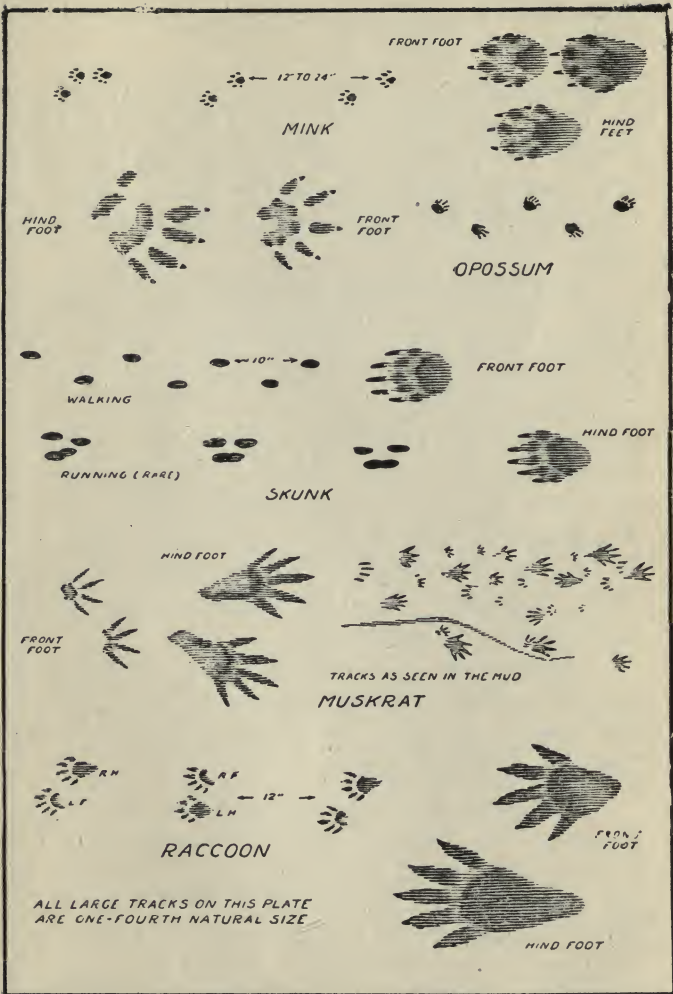 FRONT FOOT
12" TO 24"
MINK
HIND
FEET
HIND
FOOT
FRONT
FOOT
OPOSSUM
10"
FRONT FOOT
WALKING
HIND FOOT
RUNNING (RARE)
SKUNK
HIND FOOT
FRONT
FOOT
TRACKS AS SEEN IN THE MUD
MUSKRAT
RH
RF
LF
LH
12"
FRONT
FOOT
RACCOON
ALL LARGE TRACKS ON THIS PLATE
ARE ONE-FOURTH NATURAL SIZE
HIND FOOT